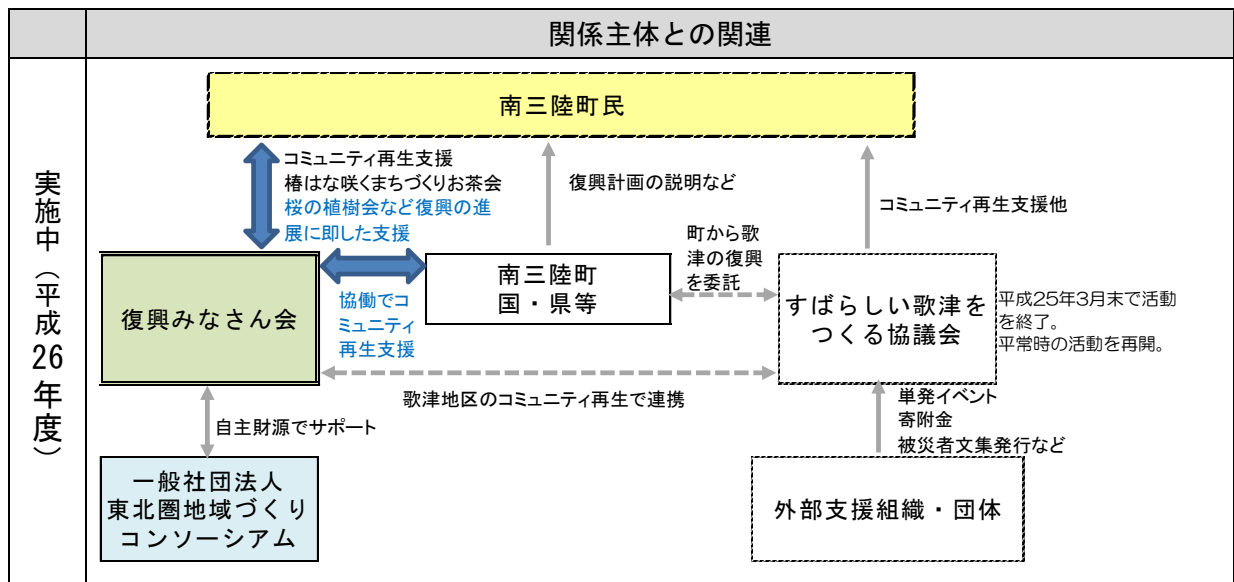 関係主体との関連
実施中（平成26年度）
南三陸町民
コミュニティ再生支援
椿はな咲くまちづくりお茶会
桜の植樹会など復興の進
展に即した支援
復興計画の説明など
コミュニティ再生支援他
復興みなさん会
協働でコ
ミュニティ
再生支援
南三陸町
国・県等
町から歌
津の復興
を委託
すばらしい歌津を
つくる協議会
平成25年3月末で活動
を終了。
平常時の活動を再開。
歌津地区のコミュニティ再生で連携
自主財源でサポート
単発イベント
寄附金
被災者文集発行など
一般社団法人
東北圏地域づくり
コンソーシアム
外部支援組織・団体